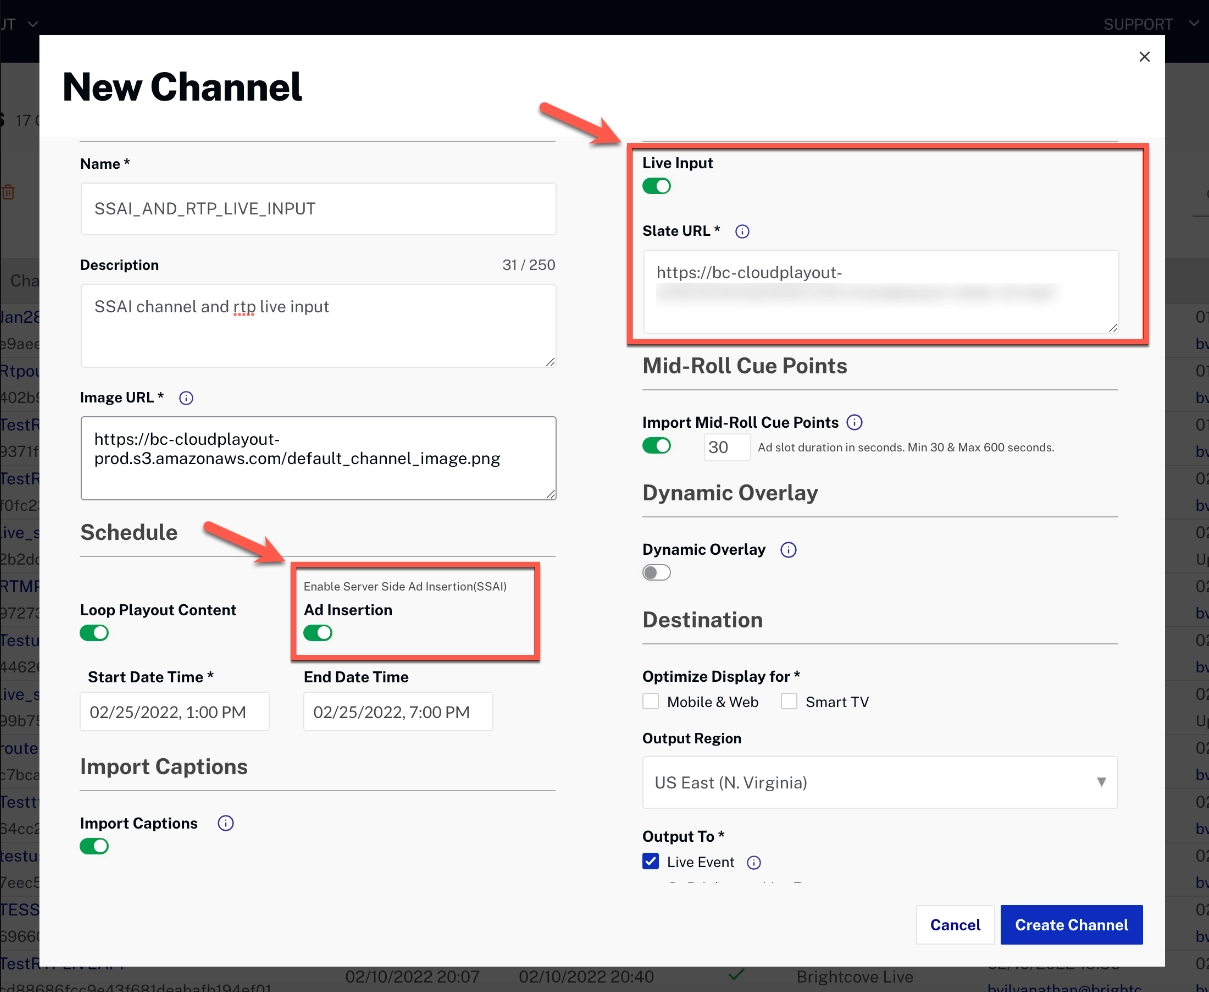 UT
SUPPORT
New Channel
17
Name *
SSAI_AND_RTP_LIVE_INPUT
Description
31 / 250
SSAI channel and rtp live input
Image URL *
https://bc-cloudplayout-
prod.s3.amazonaws.com/default_channel_image.png
Schedule
Enable Server Side Ad Insertion(SSAI)
Loop Playout Content
Ad Insertion
Start Date Time *
End Date Time
02/25/2022, 1:00 PM
02/25/2022, 7:00 PM
Import Captions
Import Captions
Live Input
Slate URL *
https://bc-cloudplayout-
Mid-Roll Cue Points
Import Mid-Roll Cue Points
30
Ad slot duration in seconds. Min 30 & Max 600 seconds.
Dynamic Overlay
Dynamic Overlay
Destination
Optimize Display for *
Mobile & Web
Smart TV
Output Region
US East (N. Virginia)
Output To *
Live Event
Cancel
Create Channel
02/10/2022 20:07
02/10/2022 20:40
Brightcove Live